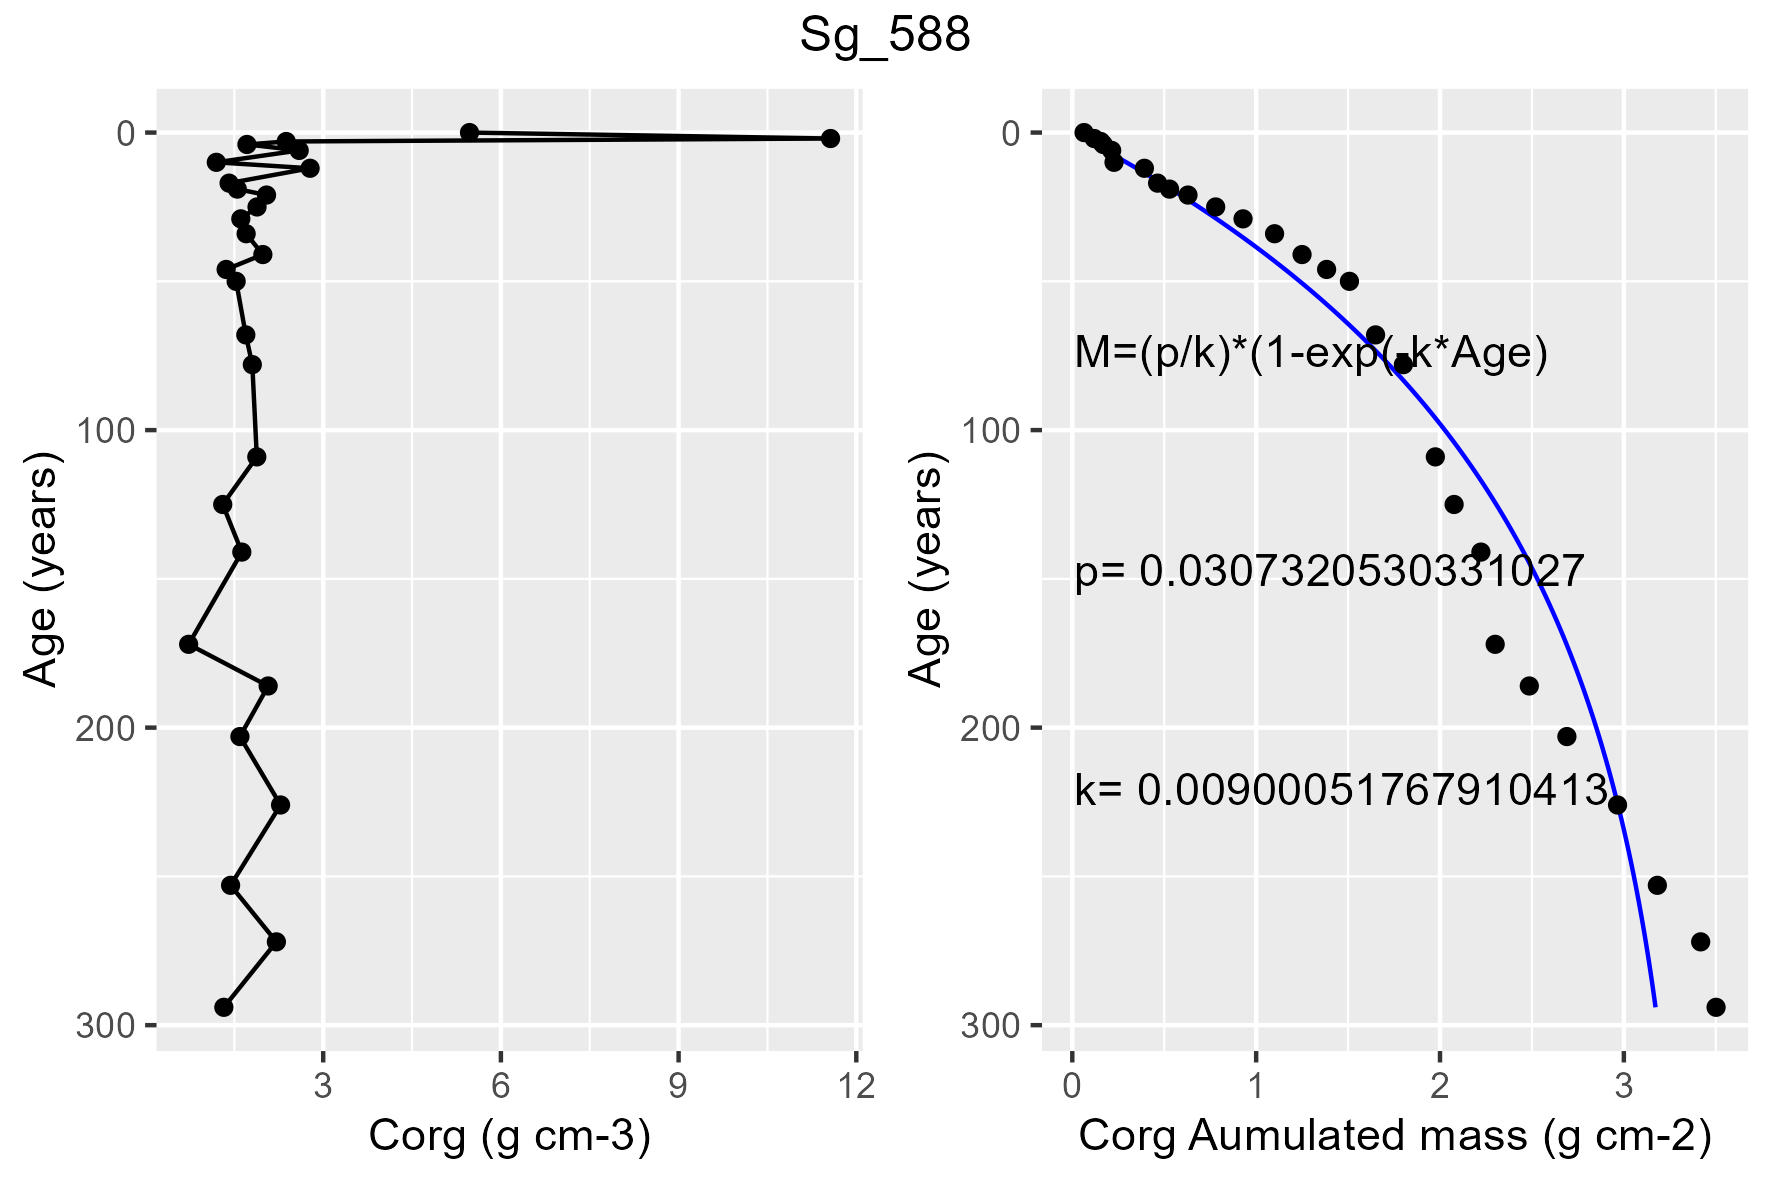 Sg_588
0
100
200
300
Age (years)
3
6
9
12
Corg (g cm-3)
0
100
200
300
Age (years)
M=(p/k)*(1-exp(-k*Age)
p= 0.0307320530331027
k= 0.00900051767910413
0
1
2
3
Corg Aumulated mass (g cm-2)